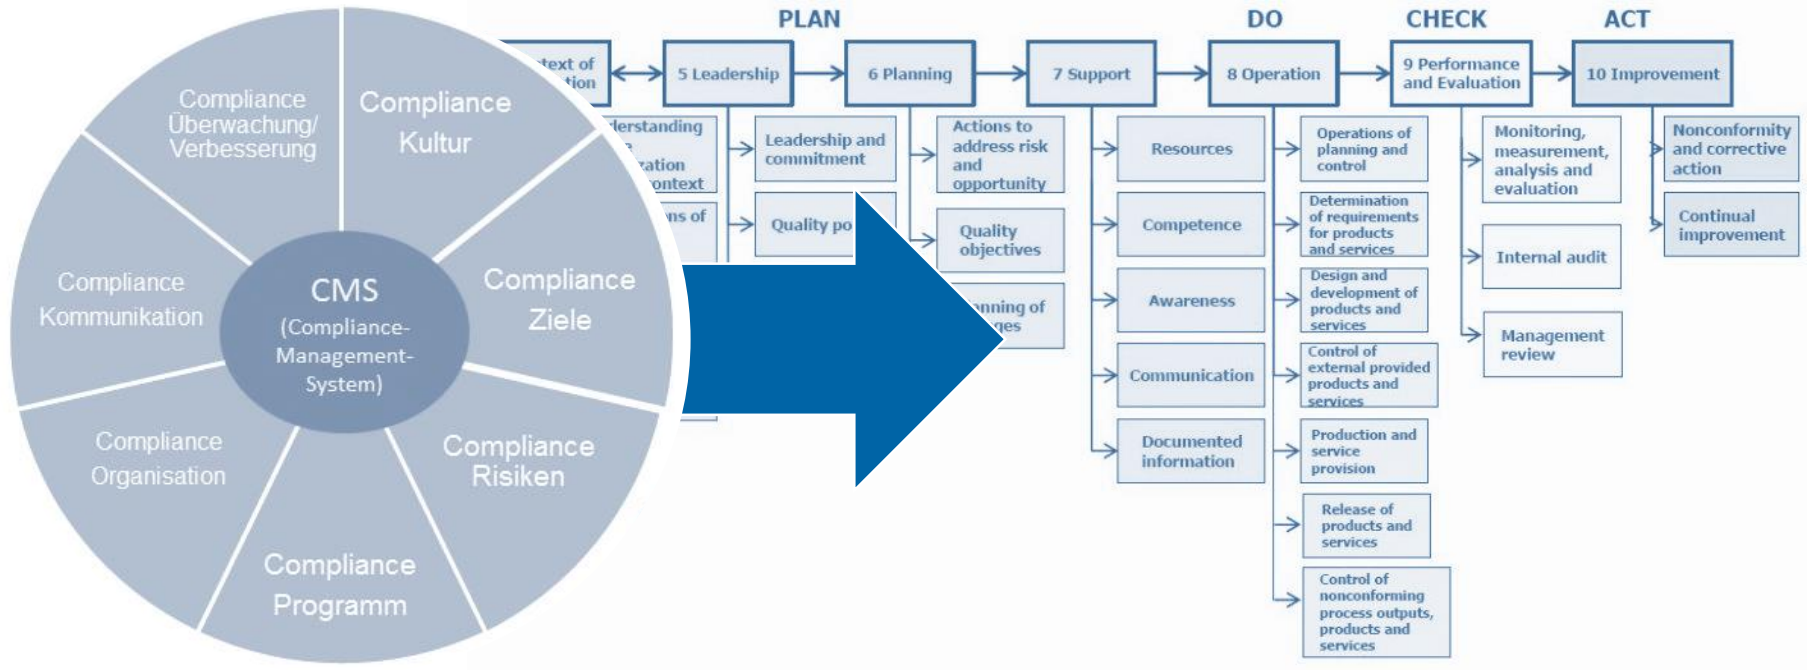 Compliance
Kultur
Compliance
Ziele
Compliance
Risiken
Compliance
Programm
Compliance
Organisation
Compliance
Kommunikation
Compliance
Überwachung/
Verbesserung
CMS
(Compliance-
Management-
System)
PLAN
DO
CHECK
ACT
of
5 Leadership
Leadership and
commitment
Quality
6 Planning
Actions to
address risk
and
opportunity
Quality
objectives
of
7 Support
Resources
Competence
Awareness
Communication
Documented
information
8 Operation
Operations of
planning and
control
Determination
of requirements
for products
and services
Design and
development of
products and
services
Control of
external provided
products and
services
Production and
service
provision
Release of
products and
services
Control of
nonconforming
process outputs,
products and
services
9 Performance
and Evaluation
Monitoring,
measurement,
analysis and
evaluation
Internal audit
Management
review
10 Improvement
Nonconformity
and corrective
action
Continual
improvement